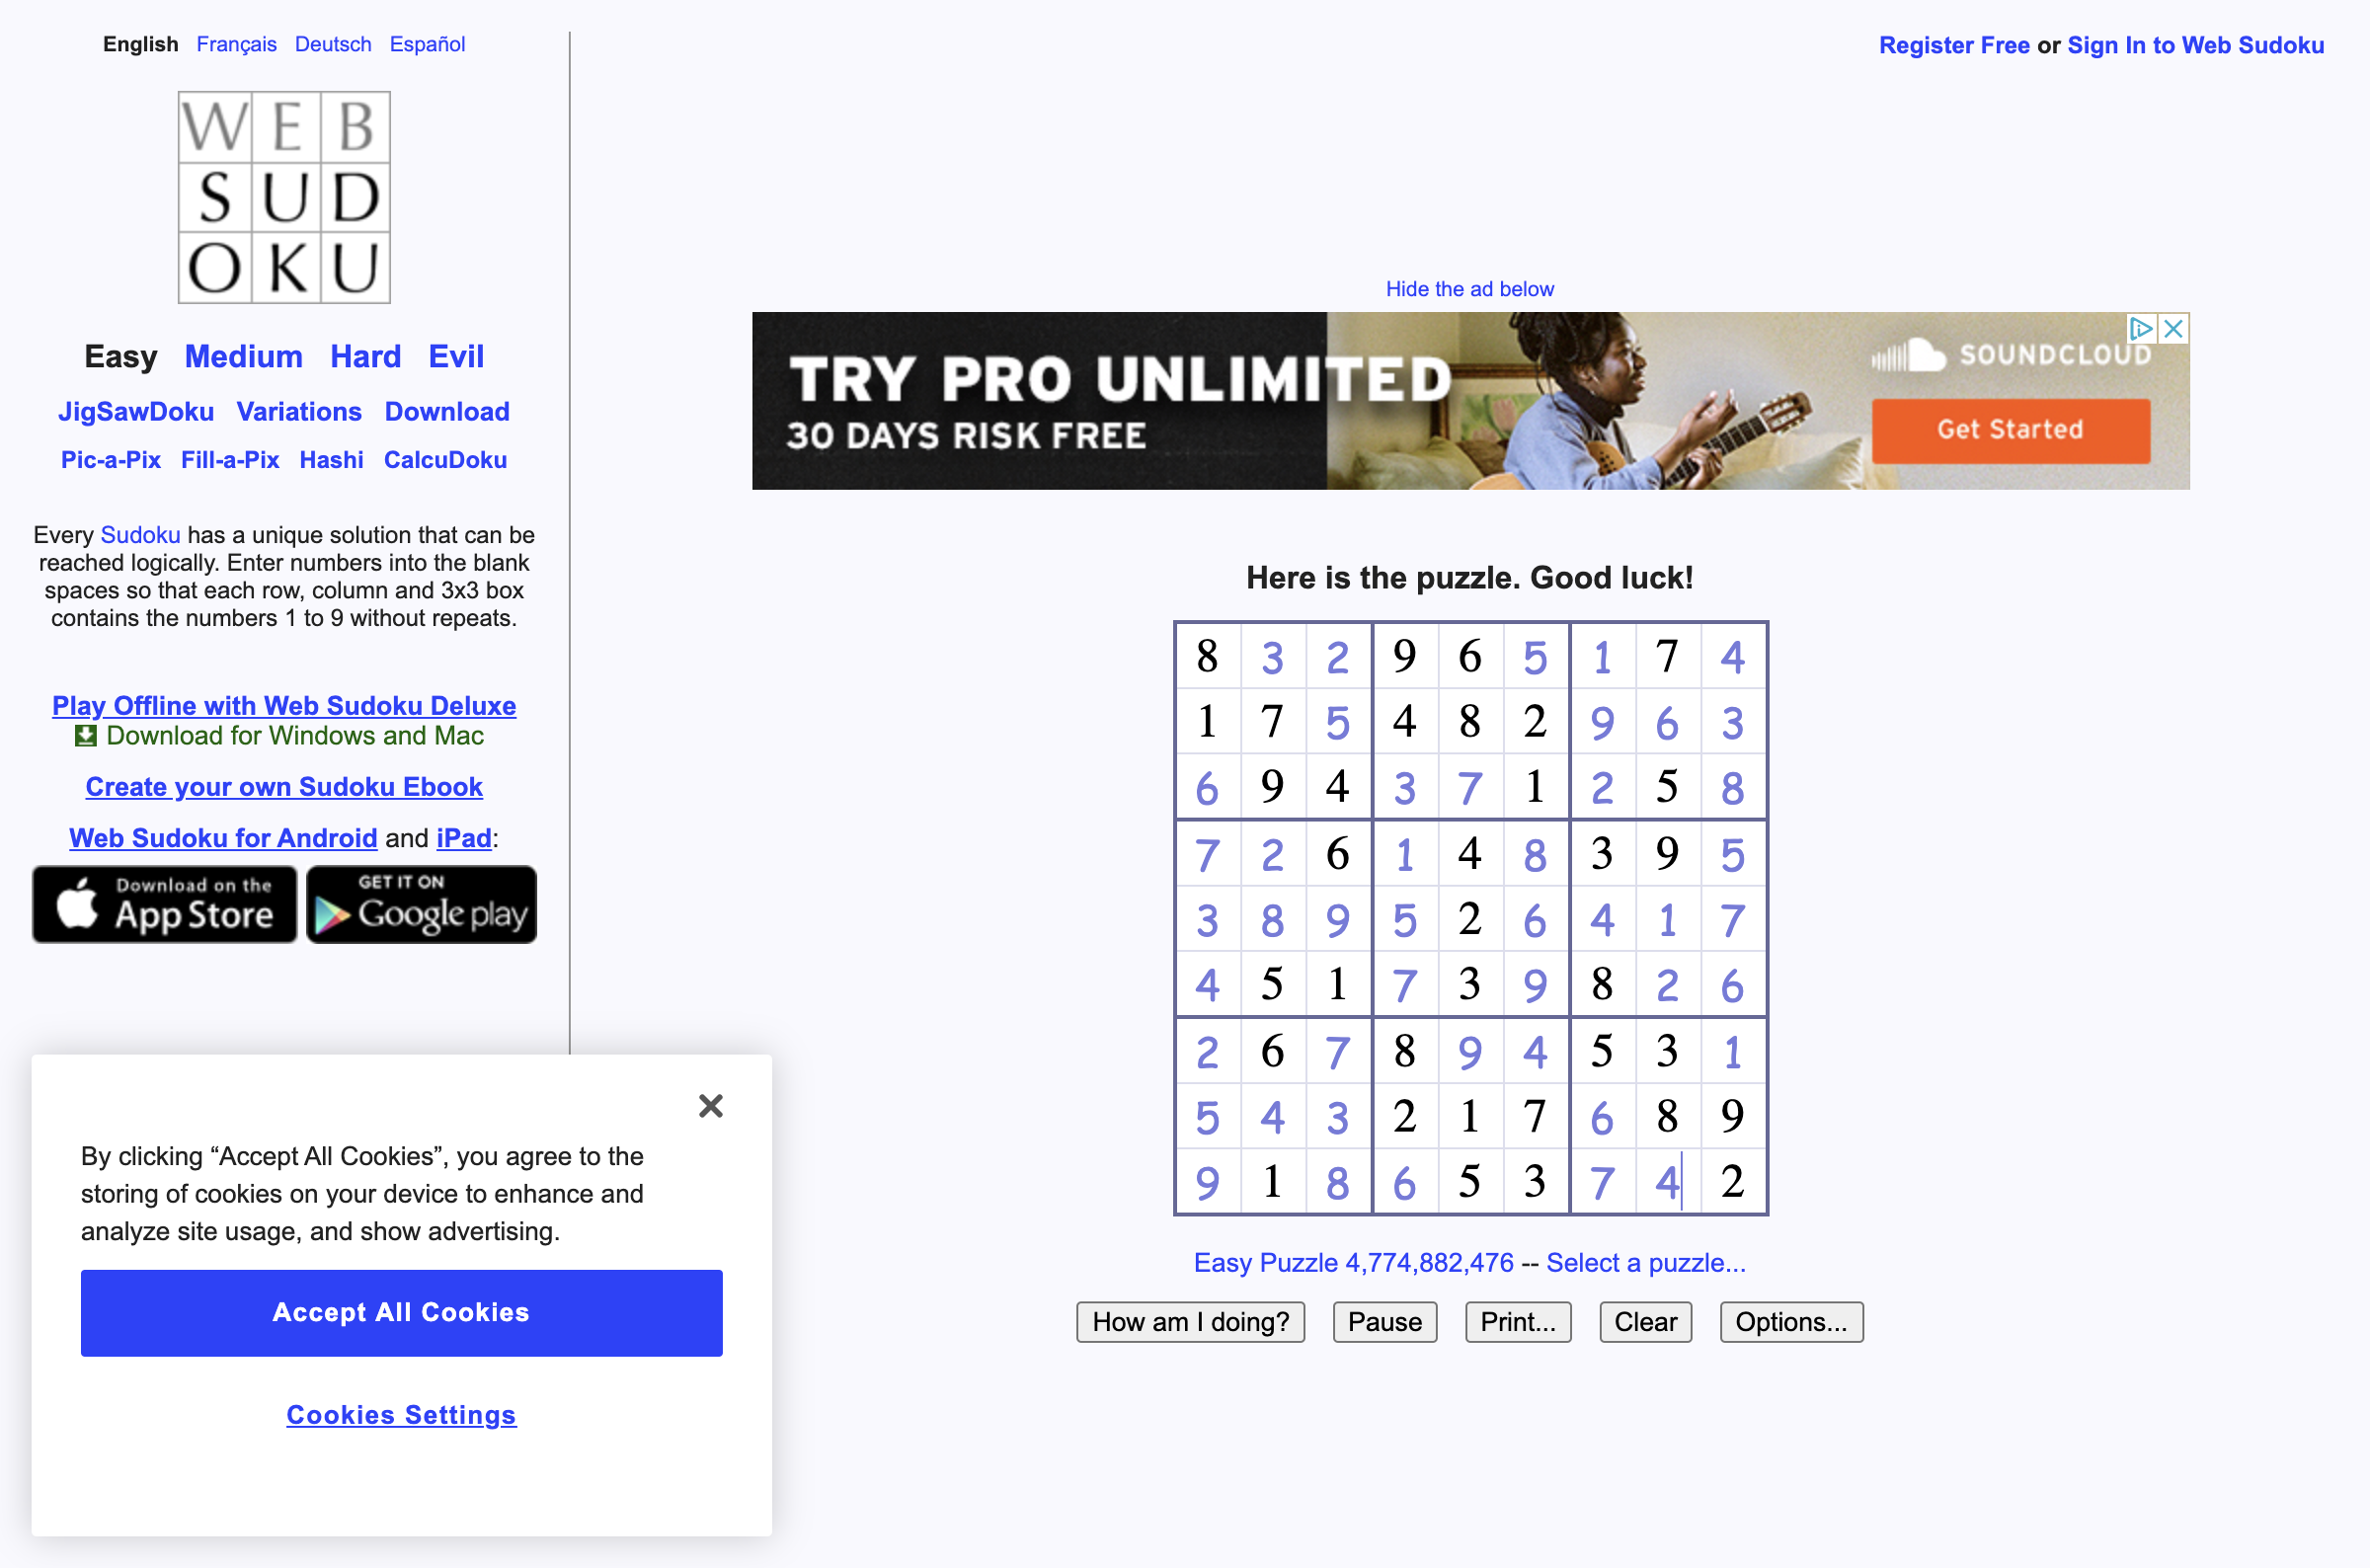 English Français Deutsch Español
Register Free or Sign In to Web Sudoku
WEB
SUD
OKU
Easy Medium Hard Evil
JigSawDoku Variations Download
Pic-a-Pix Fill-a-Pix Hashi CalcuDoku
Every Sudoku has a unique solution that can be
reached logically. Enter numbers into the blank
spaces so that each row, column and 3x3 box
contains the numbers 1 to 9 without repeats.
Play Offline with Web Sudoku Deluxe
Download for Windows and Mac
Create your own Sudoku Ebook
Web Sudoku for Android and iPad:
Download on the
App Store
GET IT ON
Google play
By clicking “Accept All Cookies”, you agree to the
storing of cookies on your device to enhance and
analyze site usage, and show advertising.
Accept All Cookies
Cookies Settings
Hide the ad below
TRY PRO UNLIMITED
30 DAYS RISK FREE
SOUNDCLOUD
Get Started
Here is the puzzle. Good luck!
8 3 2 9 6 5 1 7 4
1 7 5 4 8 2 9 6 3
6 9 4 3 7 1 2 5 8
7 2 6 1 4 8 3 9 5
3 8 9 5 2 6 4 1 7
4 5 1 7 3 9 8 2 6
2 6 7 8 9 4 5 3 1
5 4 3 2 1 7 6 8 9
9 1 8 6 5 3 7 4 2
Easy Puzzle 4,774,882,476 -- Select a puzzle...
How am I doing? Pause Print... Clear Options...